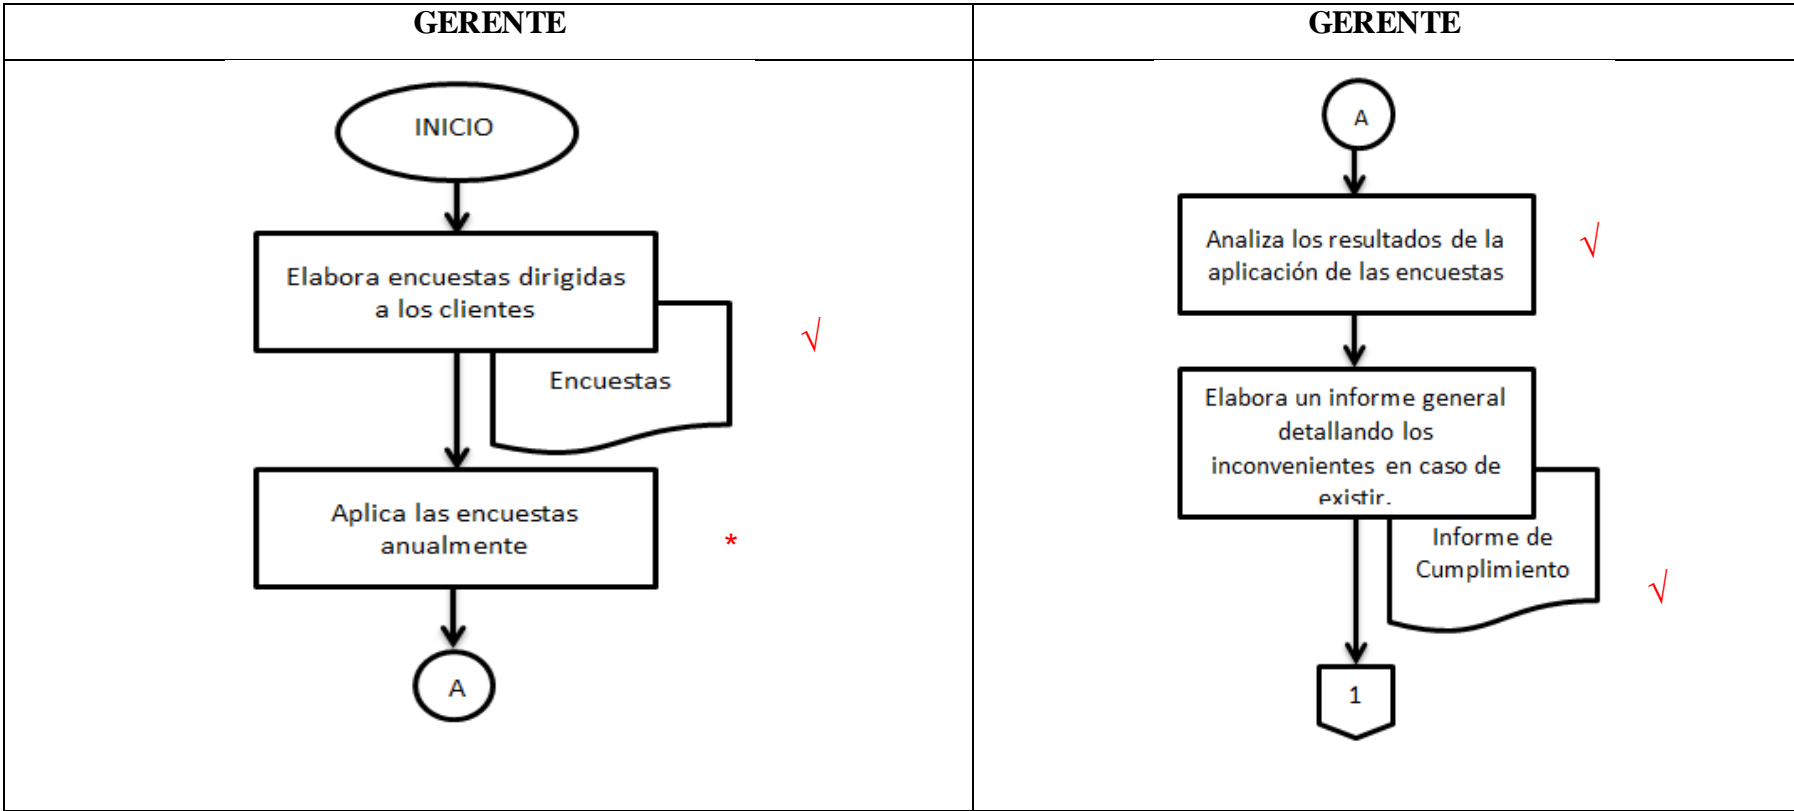 GERENTE
INICIO
Elabora encuestas dirigidas
a los clientes
√
Encuestas
Aplica las encuestas
anualmente
*
A
GERENTE
A
Analiza los resultados de la
aplicación de las encuestas
√
Elabora un informe general
detallando los
inconvenientes en caso de
existir.
Informe de
Cumplimiento
√
1